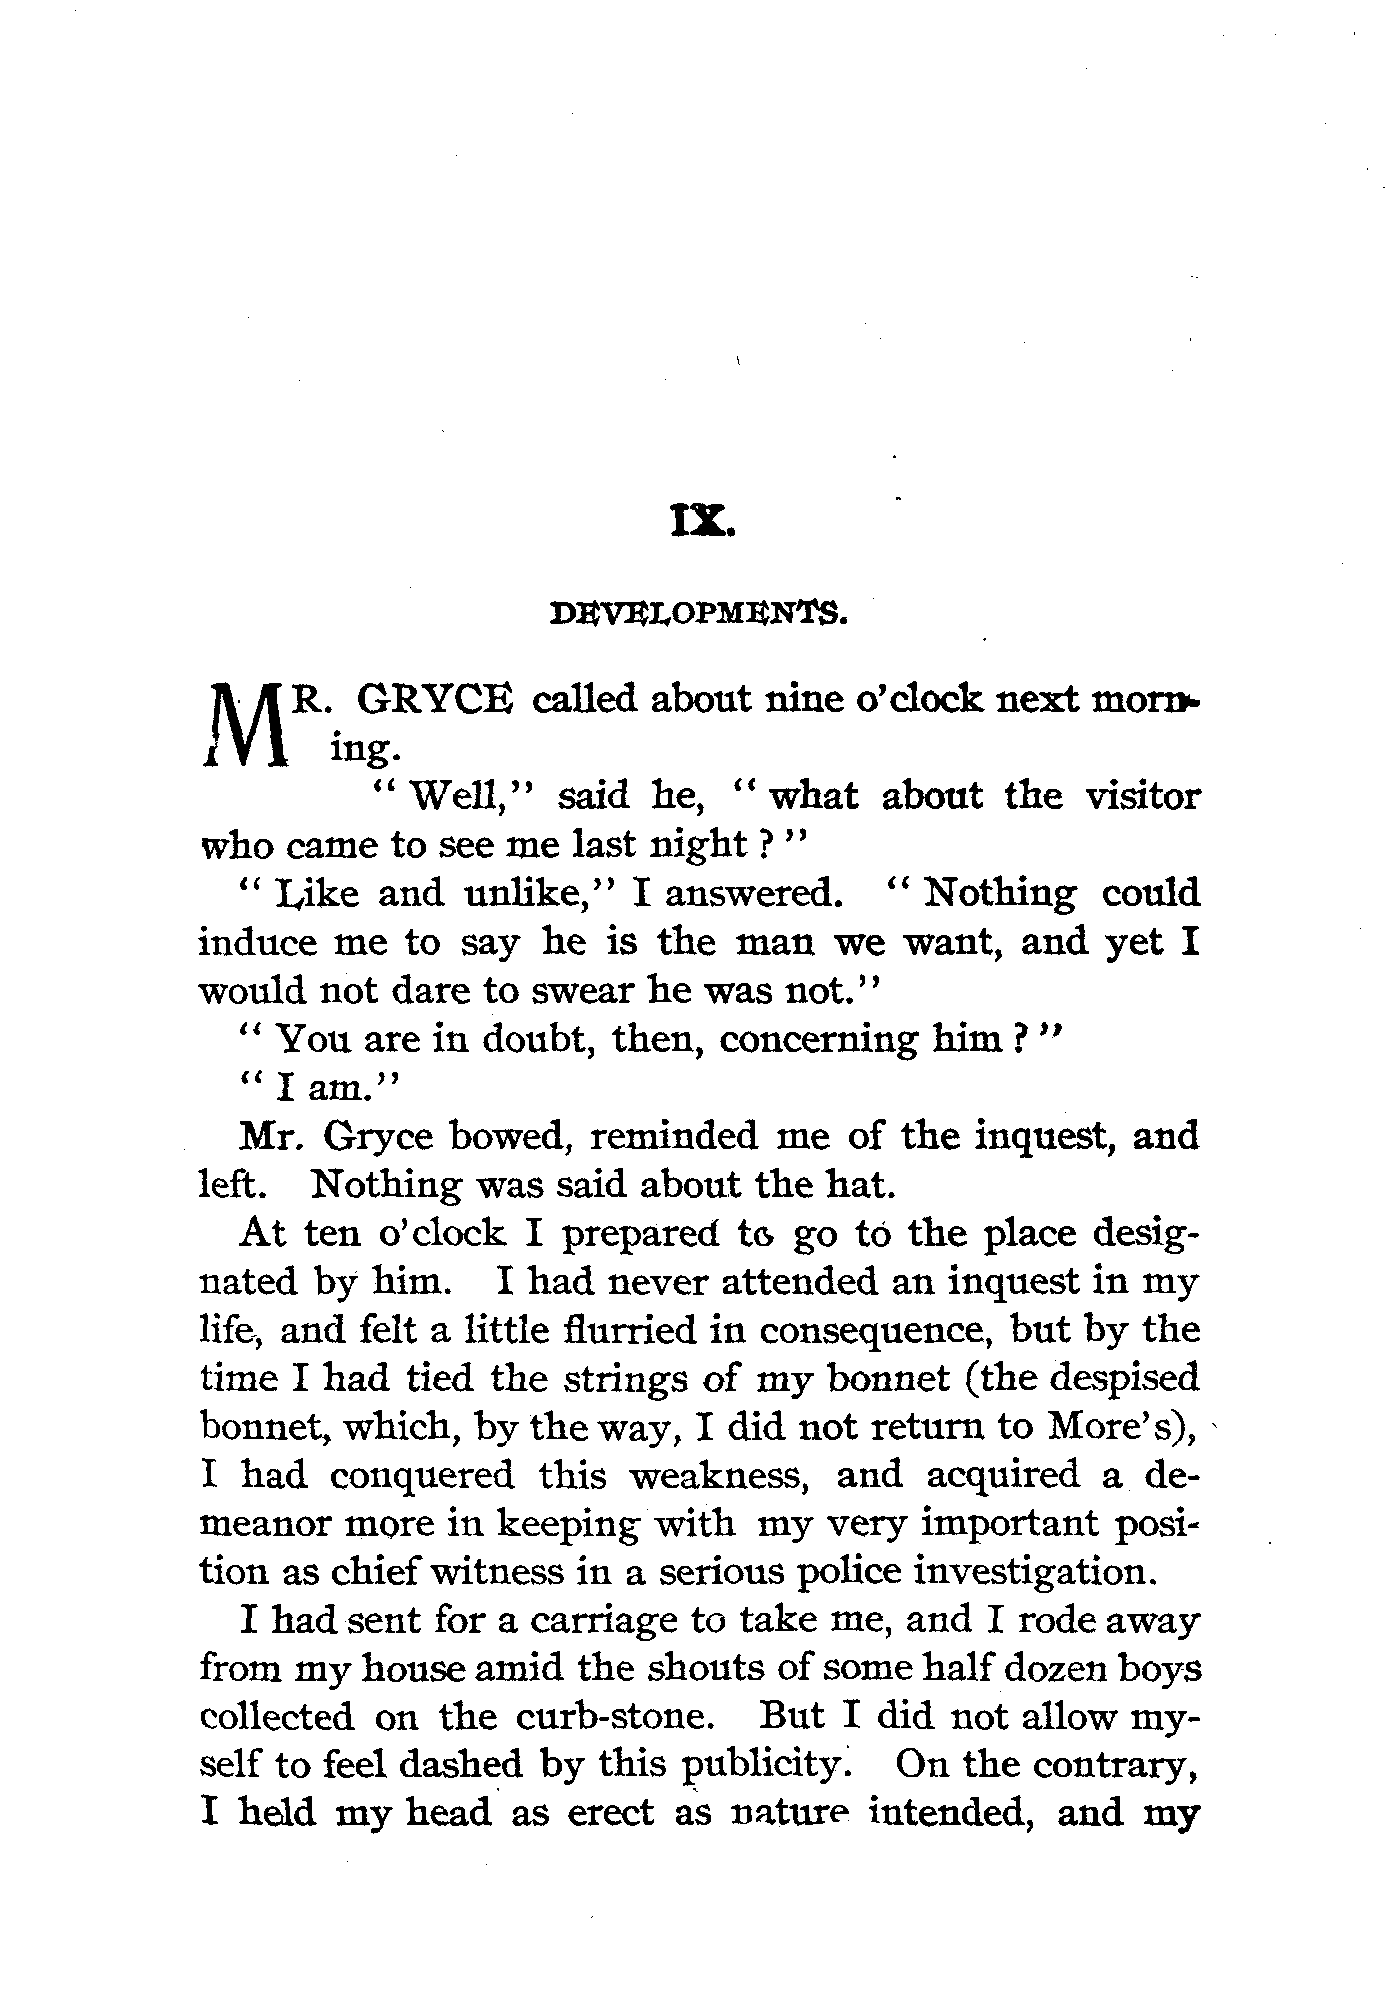 IX.
DEVELOPMENTS.
MR. GRYCE called about nine o'clock next morn-
ing.
"Well," said he, "what about the visitor
who came to see me last night?"
"Like and unlike," I answered. "Nothing could
induce me to say he is the man we want, and yet I
would not dare to swear he was not."
"You are in doubt, then, concerning him?"
"I am."
Mr. Gryce bowed, reminded me of the inquest, and
left. Nothing was said about the hat.
At ten o'clock I prepared to go to the place desig-
nated by him. I had never attended an inquest in my
life, and felt a little flurried in consequence, but by the
time I had tied the strings of my bonnet (the despised
bonnet, which, by the way, I did not return to More's),
I had conquered this weakness, and acquired a de-
meanor more in keeping with my very important posi-
tion as chief witness in a serious police investigation.
I had sent for a carriage to take me, and I rode away
from my house amid the shouts of some half dozen boys
collected on the curb-stone. But I did not allow my-
self to feel dashed by this publicity. On the contrary,
I held my head as erect as nature intended, and my